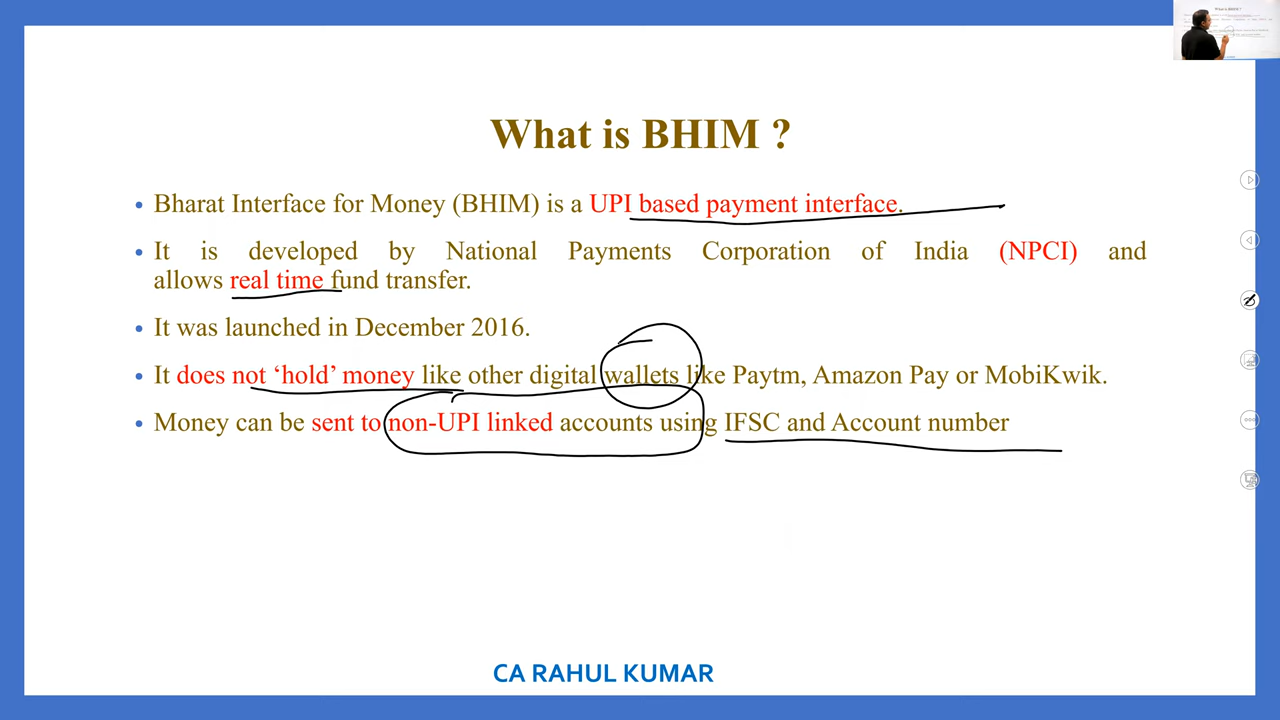 What is BHIM ?
• Bharat Interface for Money (BHIM) is a UPI based payment interface.
• It is developed by National Payments Corporation of India (NPCI) and
allows real time fund transfer.
• It was launched in December 2016.
• It does not ‘hold’ money like other digital wallets like Paytm, Amazon Pay or MobiKwik.
• Money can be sent to non-UPI linked accounts using IFSC and Account number
CA RAHUL KUMAR